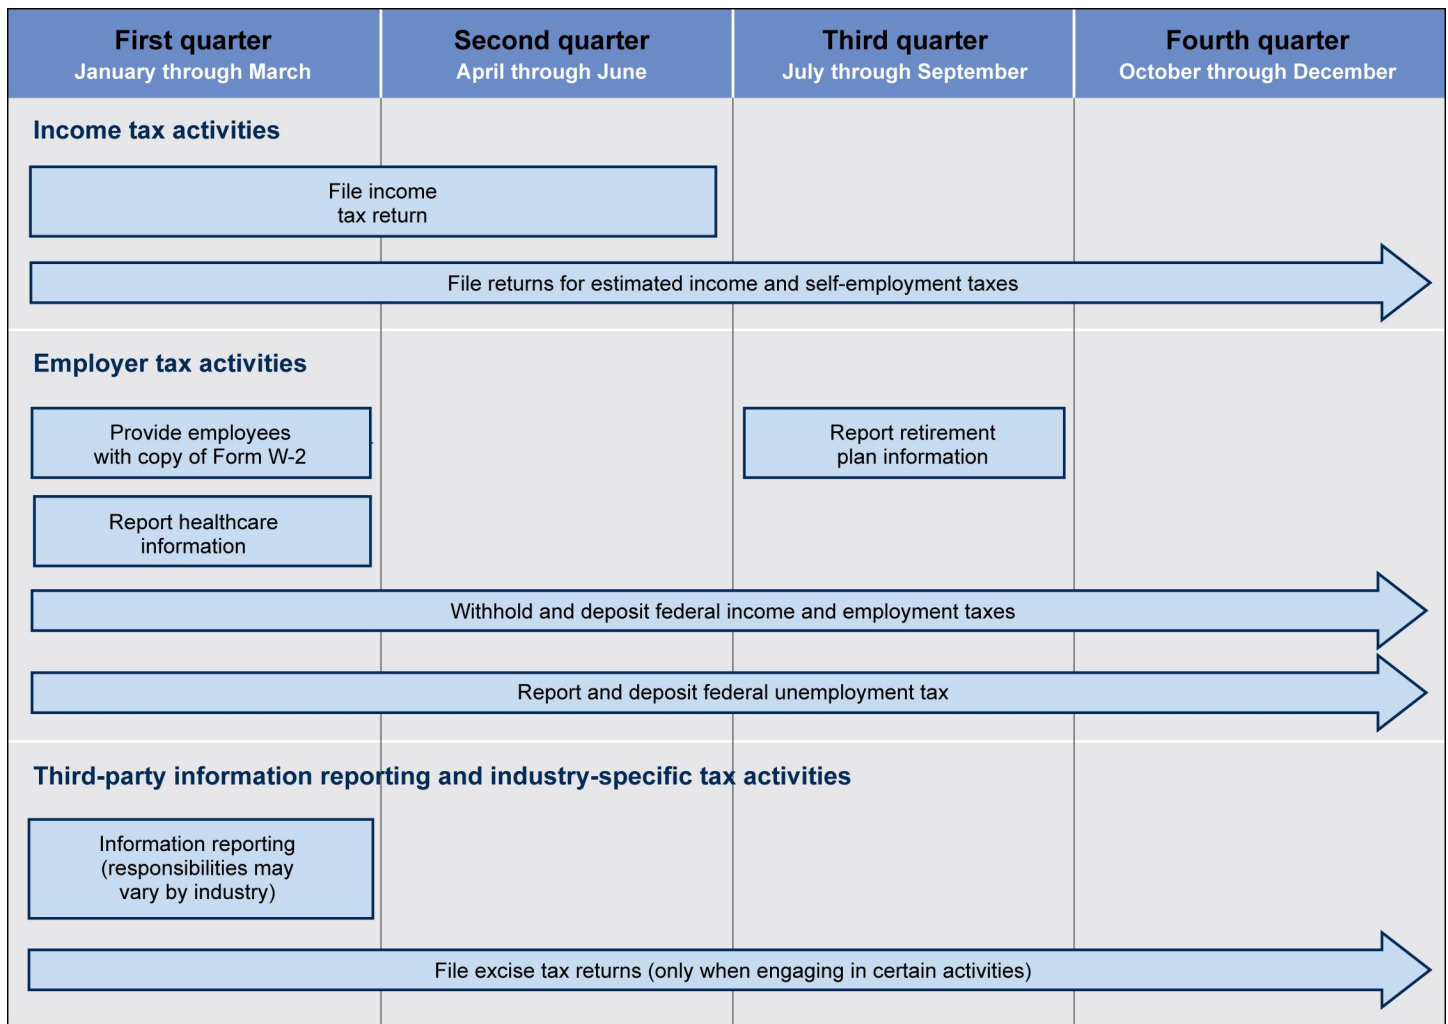 First quarter
January through March
Second quarter
April through June
Third quarter
July through September
Fourth quarter
October through December
Income tax activities
File income
tax return
File returns for estimated income and self-employment taxes
Employer tax activities
Provide employees
with copy of Form W-2
Report retirement
plan information
Report healthcare
information
Withhold and deposit federal income and employment taxes
Report and deposit federal unemployment tax
Third-party information reporting and industry-specific tax activities
Information reporting
(responsibilities may
vary by industry)
File excise tax returns (only when engaging in certain activities)